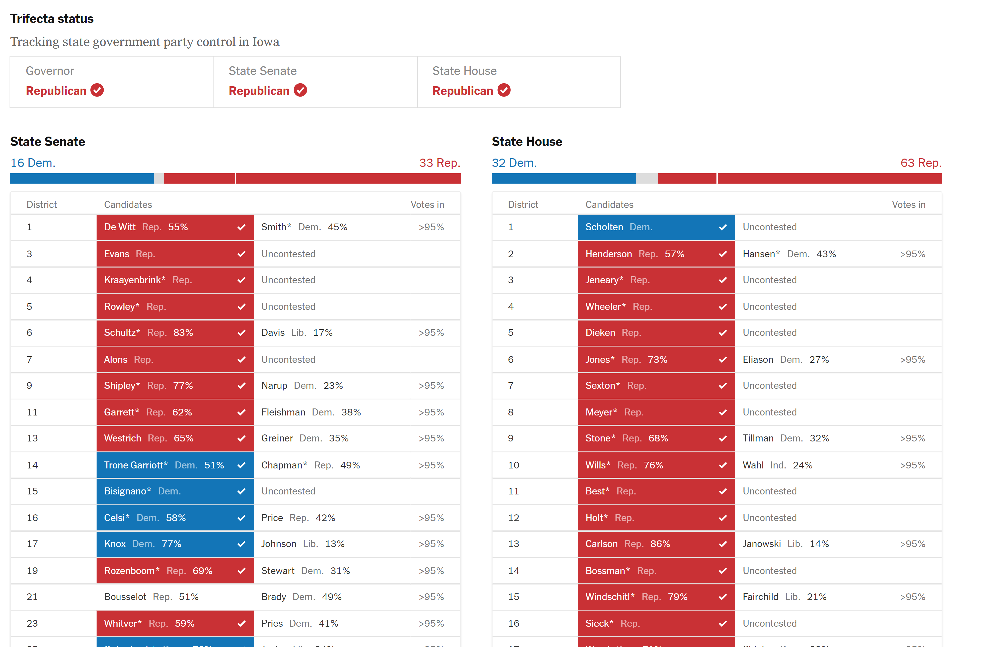 Trifecta status
Tracking state government party control in Iowa
Governor
Republican
State Senate
Republican
State House
Republican
State Senate
16 Dem. 33 Rep.
District Candidates Votes in
1 De Witt Rep. 55% Smith* Dem. 45% >95%
3 Evans Rep. Uncontested
4 Kraayenbrink* Rep. Uncontested
5 Rowley* Rep. Uncontested
6 Schultz* Rep. 83% Davis Lib. 17% >95%
7 Alons Rep. Uncontested
9 Shipley* Rep. 77% Narup Dem. 23% >95%
11 Garrett* Rep. 62% Fleishman Dem. 38% >95%
13 Westrich Rep. 65% Greiner Dem. 35% >95%
14 Trone Garriott* Dem. 51% Chapman* Rep. 49% >95%
15 Bisignano* Dem. Uncontested
16 Celsi* Dem. 58% Price Rep. 42% >95%
17 Knox Dem. 77% Johnson Lib. 13% >95%
19 Rozenboom* Rep. 69% Stewart Dem. 31% >95%
21 Bousselot Rep. 51% Brady Dem. 49% >95%
23 Whitver* Rep. 59% Pries Dem. 41% >95%
State House
32 Dem. 63 Rep.
District Candidates Votes in
1 Scholten Dem. Uncontested
2 Henderson Rep. 57% Hansen* Dem. 43% >95%
3 Jeneary* Rep. Uncontested
4 Wheeler* Rep. Uncontested
5 Dieken Rep. Uncontested
6 Jones* Rep. 73% Eliason Dem. 27% >95%
7 Sexton* Rep. Uncontested
8 Meyer* Rep. Uncontested
9 Stone* Rep. 68% Tillman Dem. 32% >95%
10 Wills* Rep. 76% Wahl Ind. 24% >95%
11 Best* Rep. Uncontested
12 Holt* Rep. Uncontested
13 Carlson Rep. 86% Janowski Lib. 14% >95%
14 Bossman* Rep. Uncontested
15 Windschitl* Rep. 79% Fairchild Lib. 21% >95%
16 Sieck* Rep. Uncontested